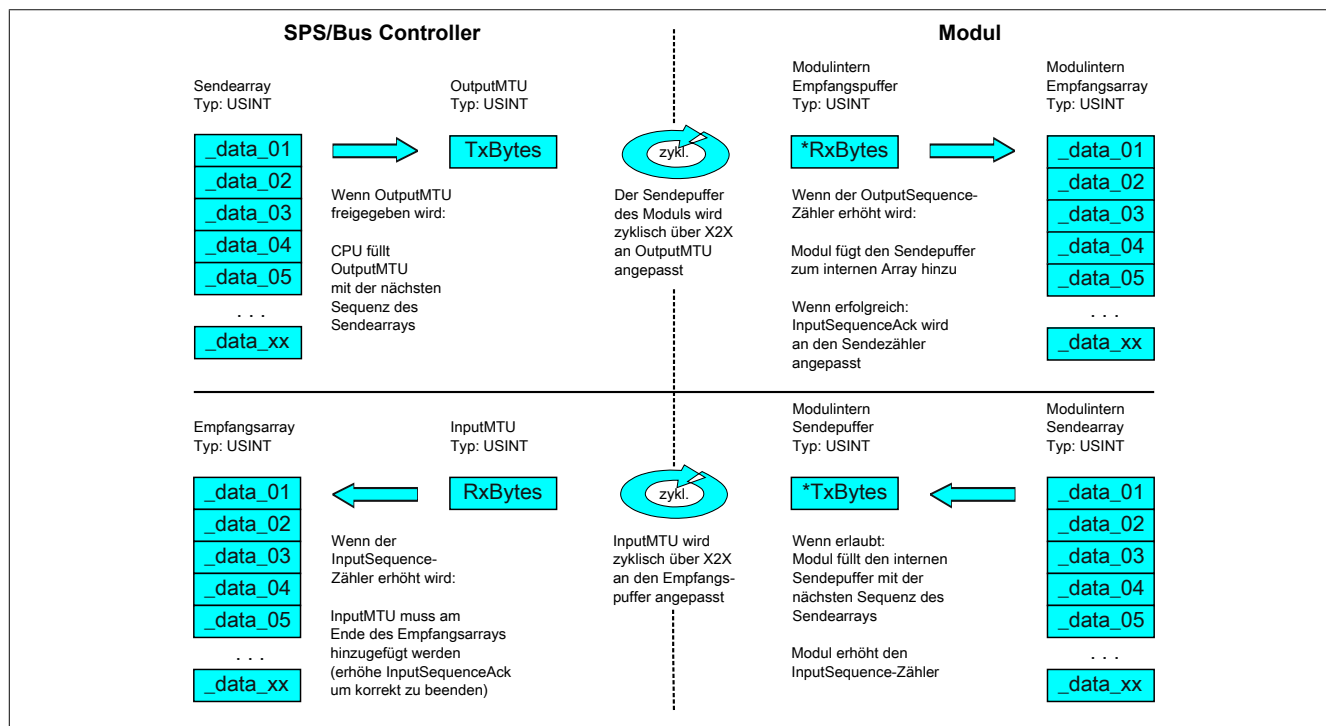 SPS/Bus Controller
Modul
Sendearray
Typ: USINT
_data_01
_data_02
_data_03
_data_04
_data_05
. . .
_data_xx
Wenn OutputMTU
freigegeben wird:
CPU füllt
OutputMTU
mit der nächsten
Sequenz des
Sendearrays
OutputMTU
Typ: USINT
TxBytes
zykl.
Der Sendepuffer
des Moduls wird
zyklisch über X2X
an OutputMTU
angepasst
Modulintern
Empfangspuffer
Typ: USINT
*RxBytes
Wenn der OutputSequence-
Zähler erhöht wird:
Modul fügt den Sendepuffer
zum internen Array hinzu
Wenn erfolgreich:
InputSequenceAck wird
an den Sendezähler
angepasst
Modulintern
Empfangsarray
Typ: USINT
_data_01
_data_02
_data_03
_data_04
_data_05
. . .
_data_xx
Empfangsarray
Typ: USINT
_data_01
_data_02
_data_03
_data_04
_data_05
. . .
_data_xx
Wenn der
InputSequence-
Zähler erhöht wird:
InputMTU muss am
Ende des Empfangsarrays
hinzugefügt werden
(erhöhe InputSequenceAck
um korrekt zu beenden)
InputMTU
Typ: USINT
RxBytes
zykl.
InputMTU wird
zyklisch über X2X
an den Empfangs-
puffer angepasst
Modulintern
Sendepuffer
Typ: USINT
*TxBytes
Wenn erlaubt:
Modul füllt den internen
Sendepuffer mit der
nächsten Sequenz des
Sendearrays
Modul erhöht den
InputSequence-Zähler
Modulintern
Sendearray
Typ: USINT
_data_01
_data_02
_data_03
_data_04
_data_05
. . .
_data_xx